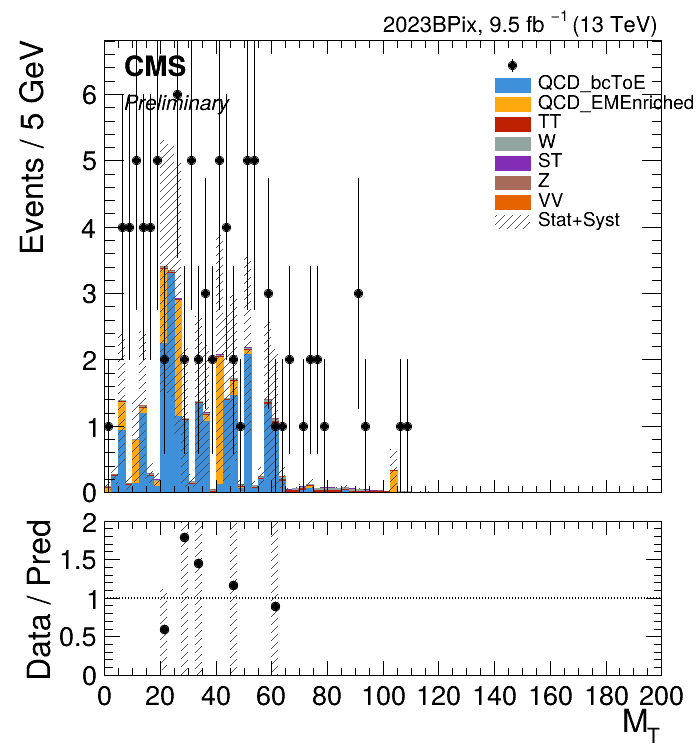 2023BPix, 9.5 fb⁻¹ (13 TeV)
CMS
Preliminary
Events / 5 GeV
QCD_bcToE
QCD_EMEnriched
TT
W
ST
Z
VV
Stat+Syst
6
5
4
3
2
1
0
2
1.5
1
0.5
0
Data / Pred
0 20 40 60 80 100 120 140 160 180 200
M_T